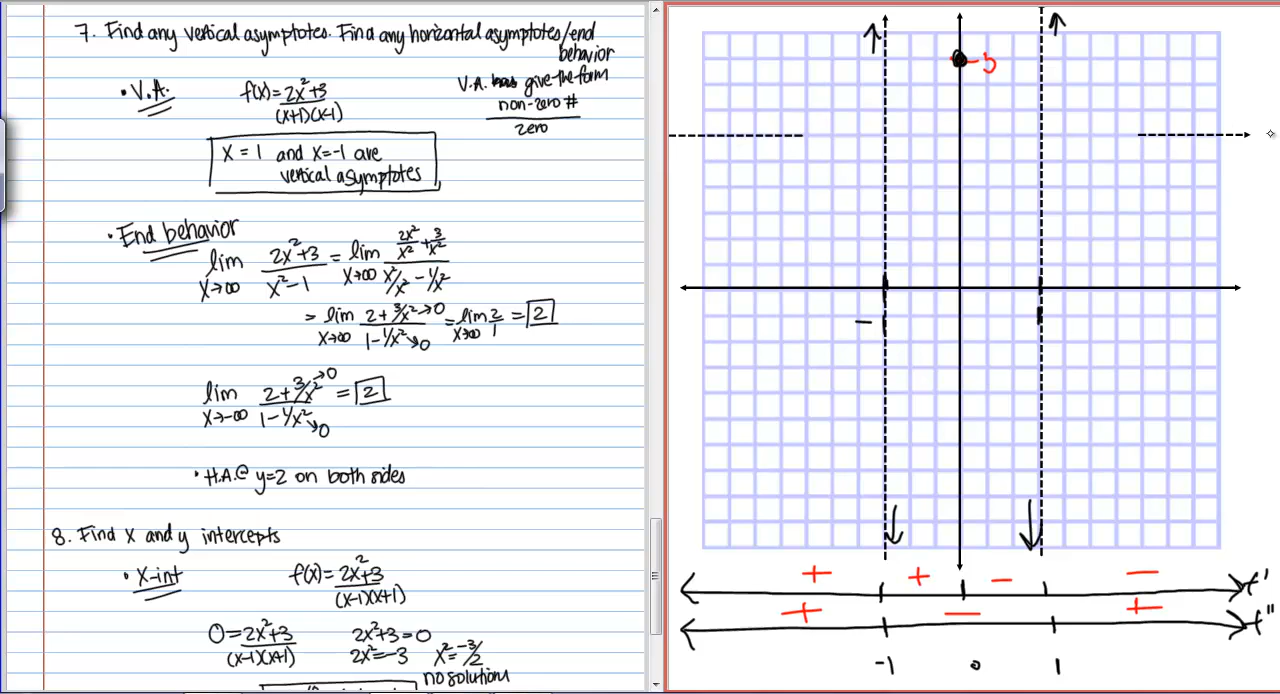 7. Find any vertical asymptotes. Find any horizontal asymptotes/end behavior
• V.A.
f(x) = 2x²+3 / (x+1)(x-1)
V.A. give the form
non-zero # / zero
x = 1 and x=-1 are
vertical asymptotes
• End behavior
lim x→∞ 2x²+3 / x²-1 = lim x→∞ 2x²/x² + 3/x² / x²/x² - 1/x²
= lim x→∞ 2 + 3/x² →0 / 1 - 1/x² →0 = lim x→∞ 2/1 = 2
lim x→-∞ 2 + 3/x² →0 / 1 - 1/x² →0 = 2
• H.A.@ y=2 on both sides
8. Find x and y intercepts
• X-int
f(x) = 2x²+3 / (x-1)(x+1)
0 = 2x²+3 / (x-1)(x+1)
2x²+3=0
2x²=-3
x²=-3/2
no solutions
+ + - - f'
+ - + f"
-1 0 1